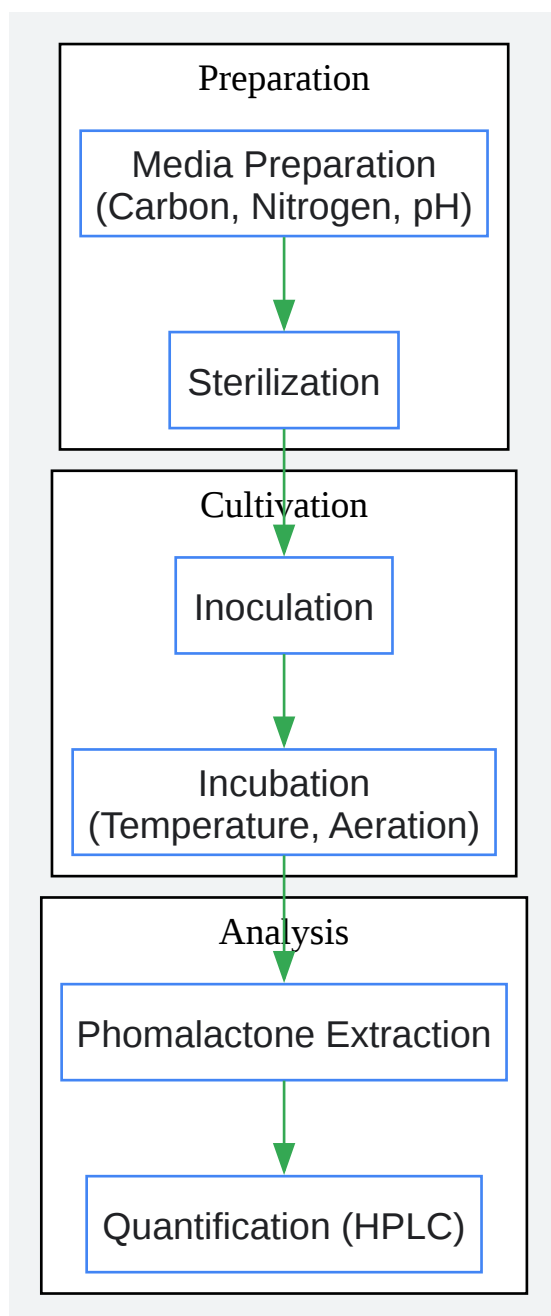 Preparation
Media Preparation
(Carbon, Nitrogen, pH)
Sterilization
Cultivation
Inoculation
Incubation
(Temperature, Aeration)
Analysis
Phomalactone Extraction
Quantification (HPLC)